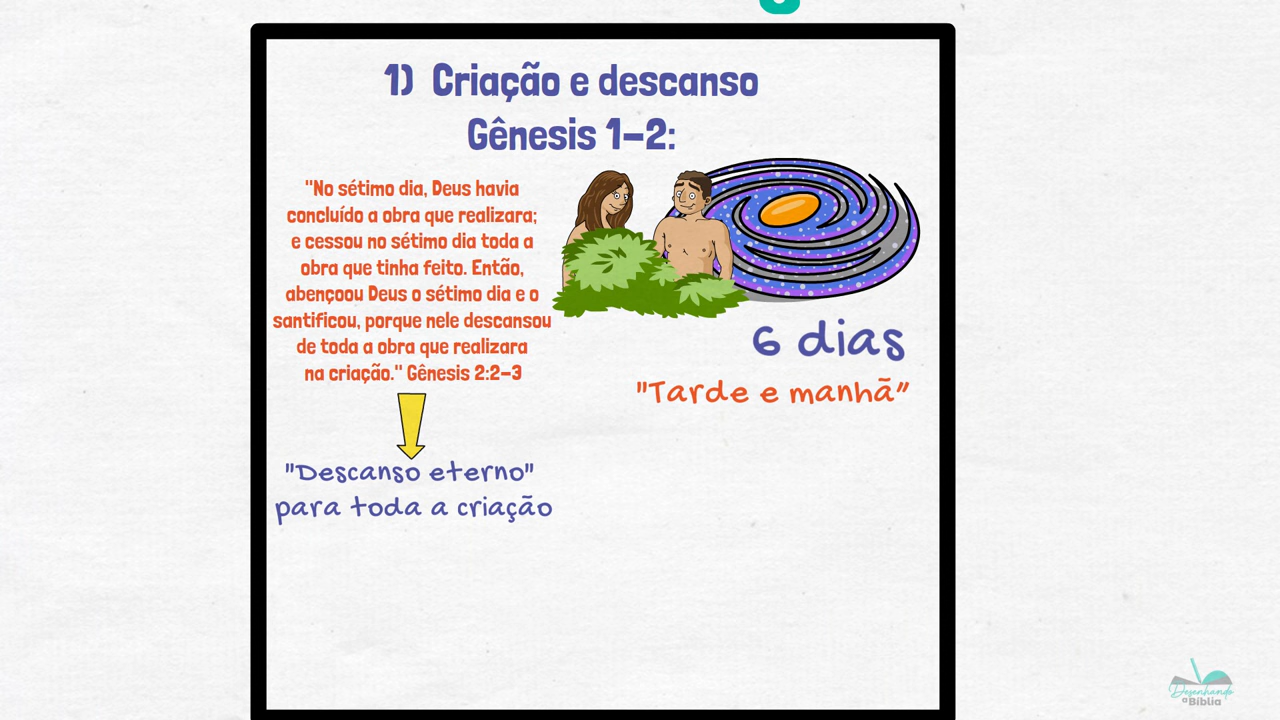 1) Criação e descanso
Gênesis 1-2:
"No sétimo dia, Deus havia
concluído a obra que realizara;
e cessou no sétimo dia toda a
obra que tinha feito. Então,
abençoou Deus o sétimo dia e o
santificou, porque nele descansou
de toda a obra que realizara
na criação." Gênesis 2:2-3
6 dias
"Tarde e manhã"
"Descanso eterno"
para toda a criação
Desenhando
a Bíblia